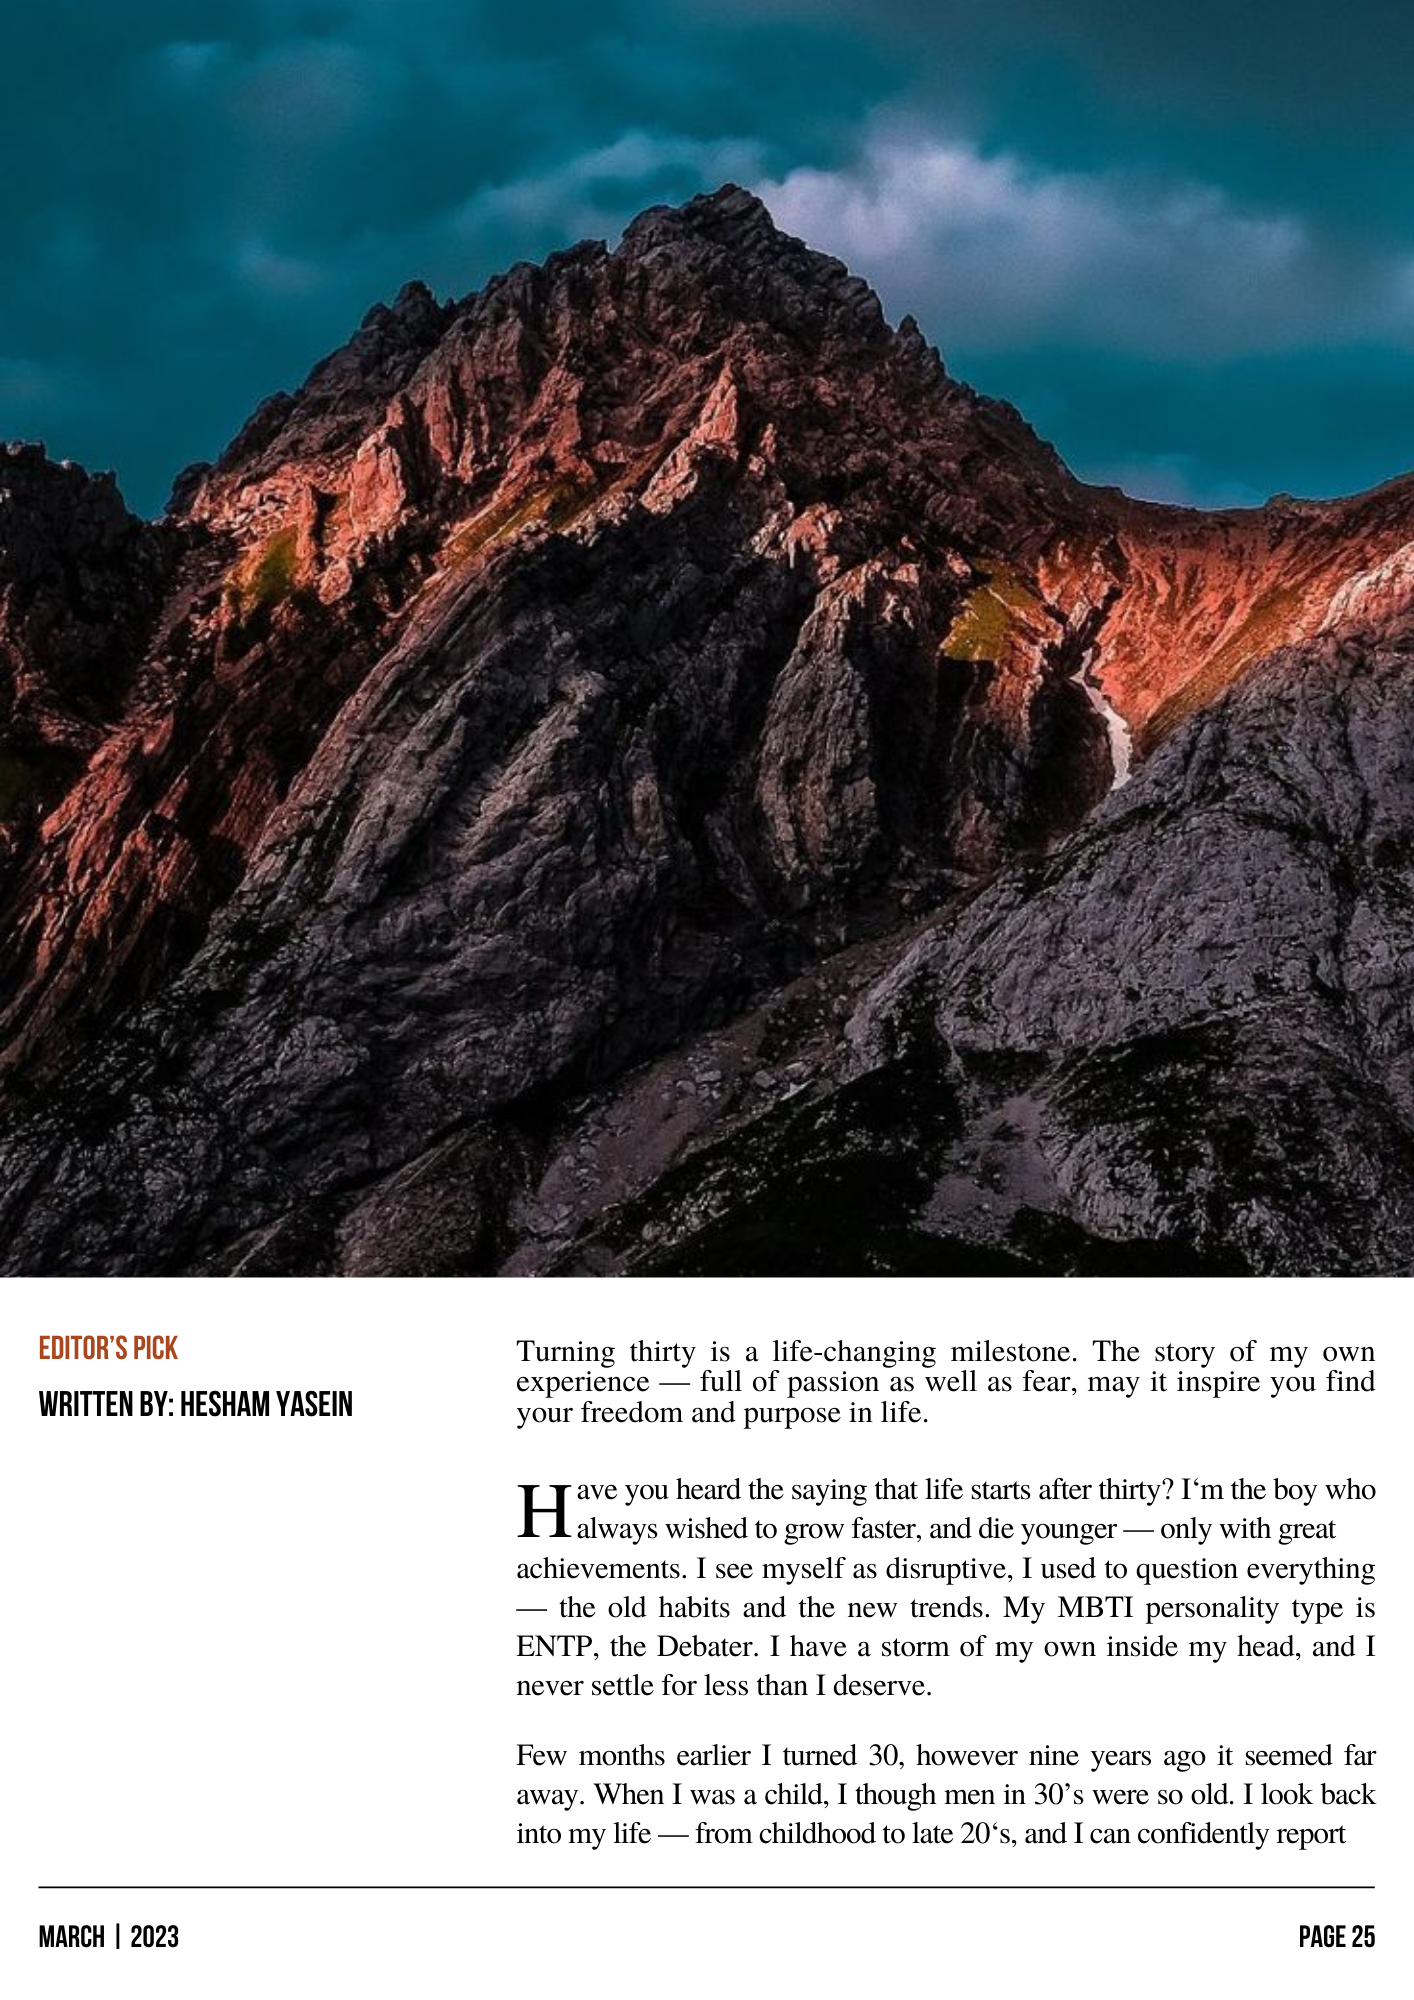 EDITOR'S PICK
WRITTEN BY: HESHAM YASEIN
Turning thirty is a life-changing milestone. The story of my own
experience — full of passion as well as fear, may it inspire you find
your freedom and purpose in life.
Have you heard the saying that life starts after thirty? I‘m the boy who
always wished to grow faster, and die younger — only with great
achievements. I see myself as disruptive, I used to question everything
— the old habits and the new trends. My MBTI personality type is
ENTP, the Debater. I have a storm of my own inside my head, and I
never settle for less than I deserve.
Few months earlier I turned 30, however nine years ago it seemed far
away. When I was a child, I though men in 30’s were so old. I look back
into my life — from childhood to late 20‘s, and I can confidently report
MARCH | 2023
PAGE 25